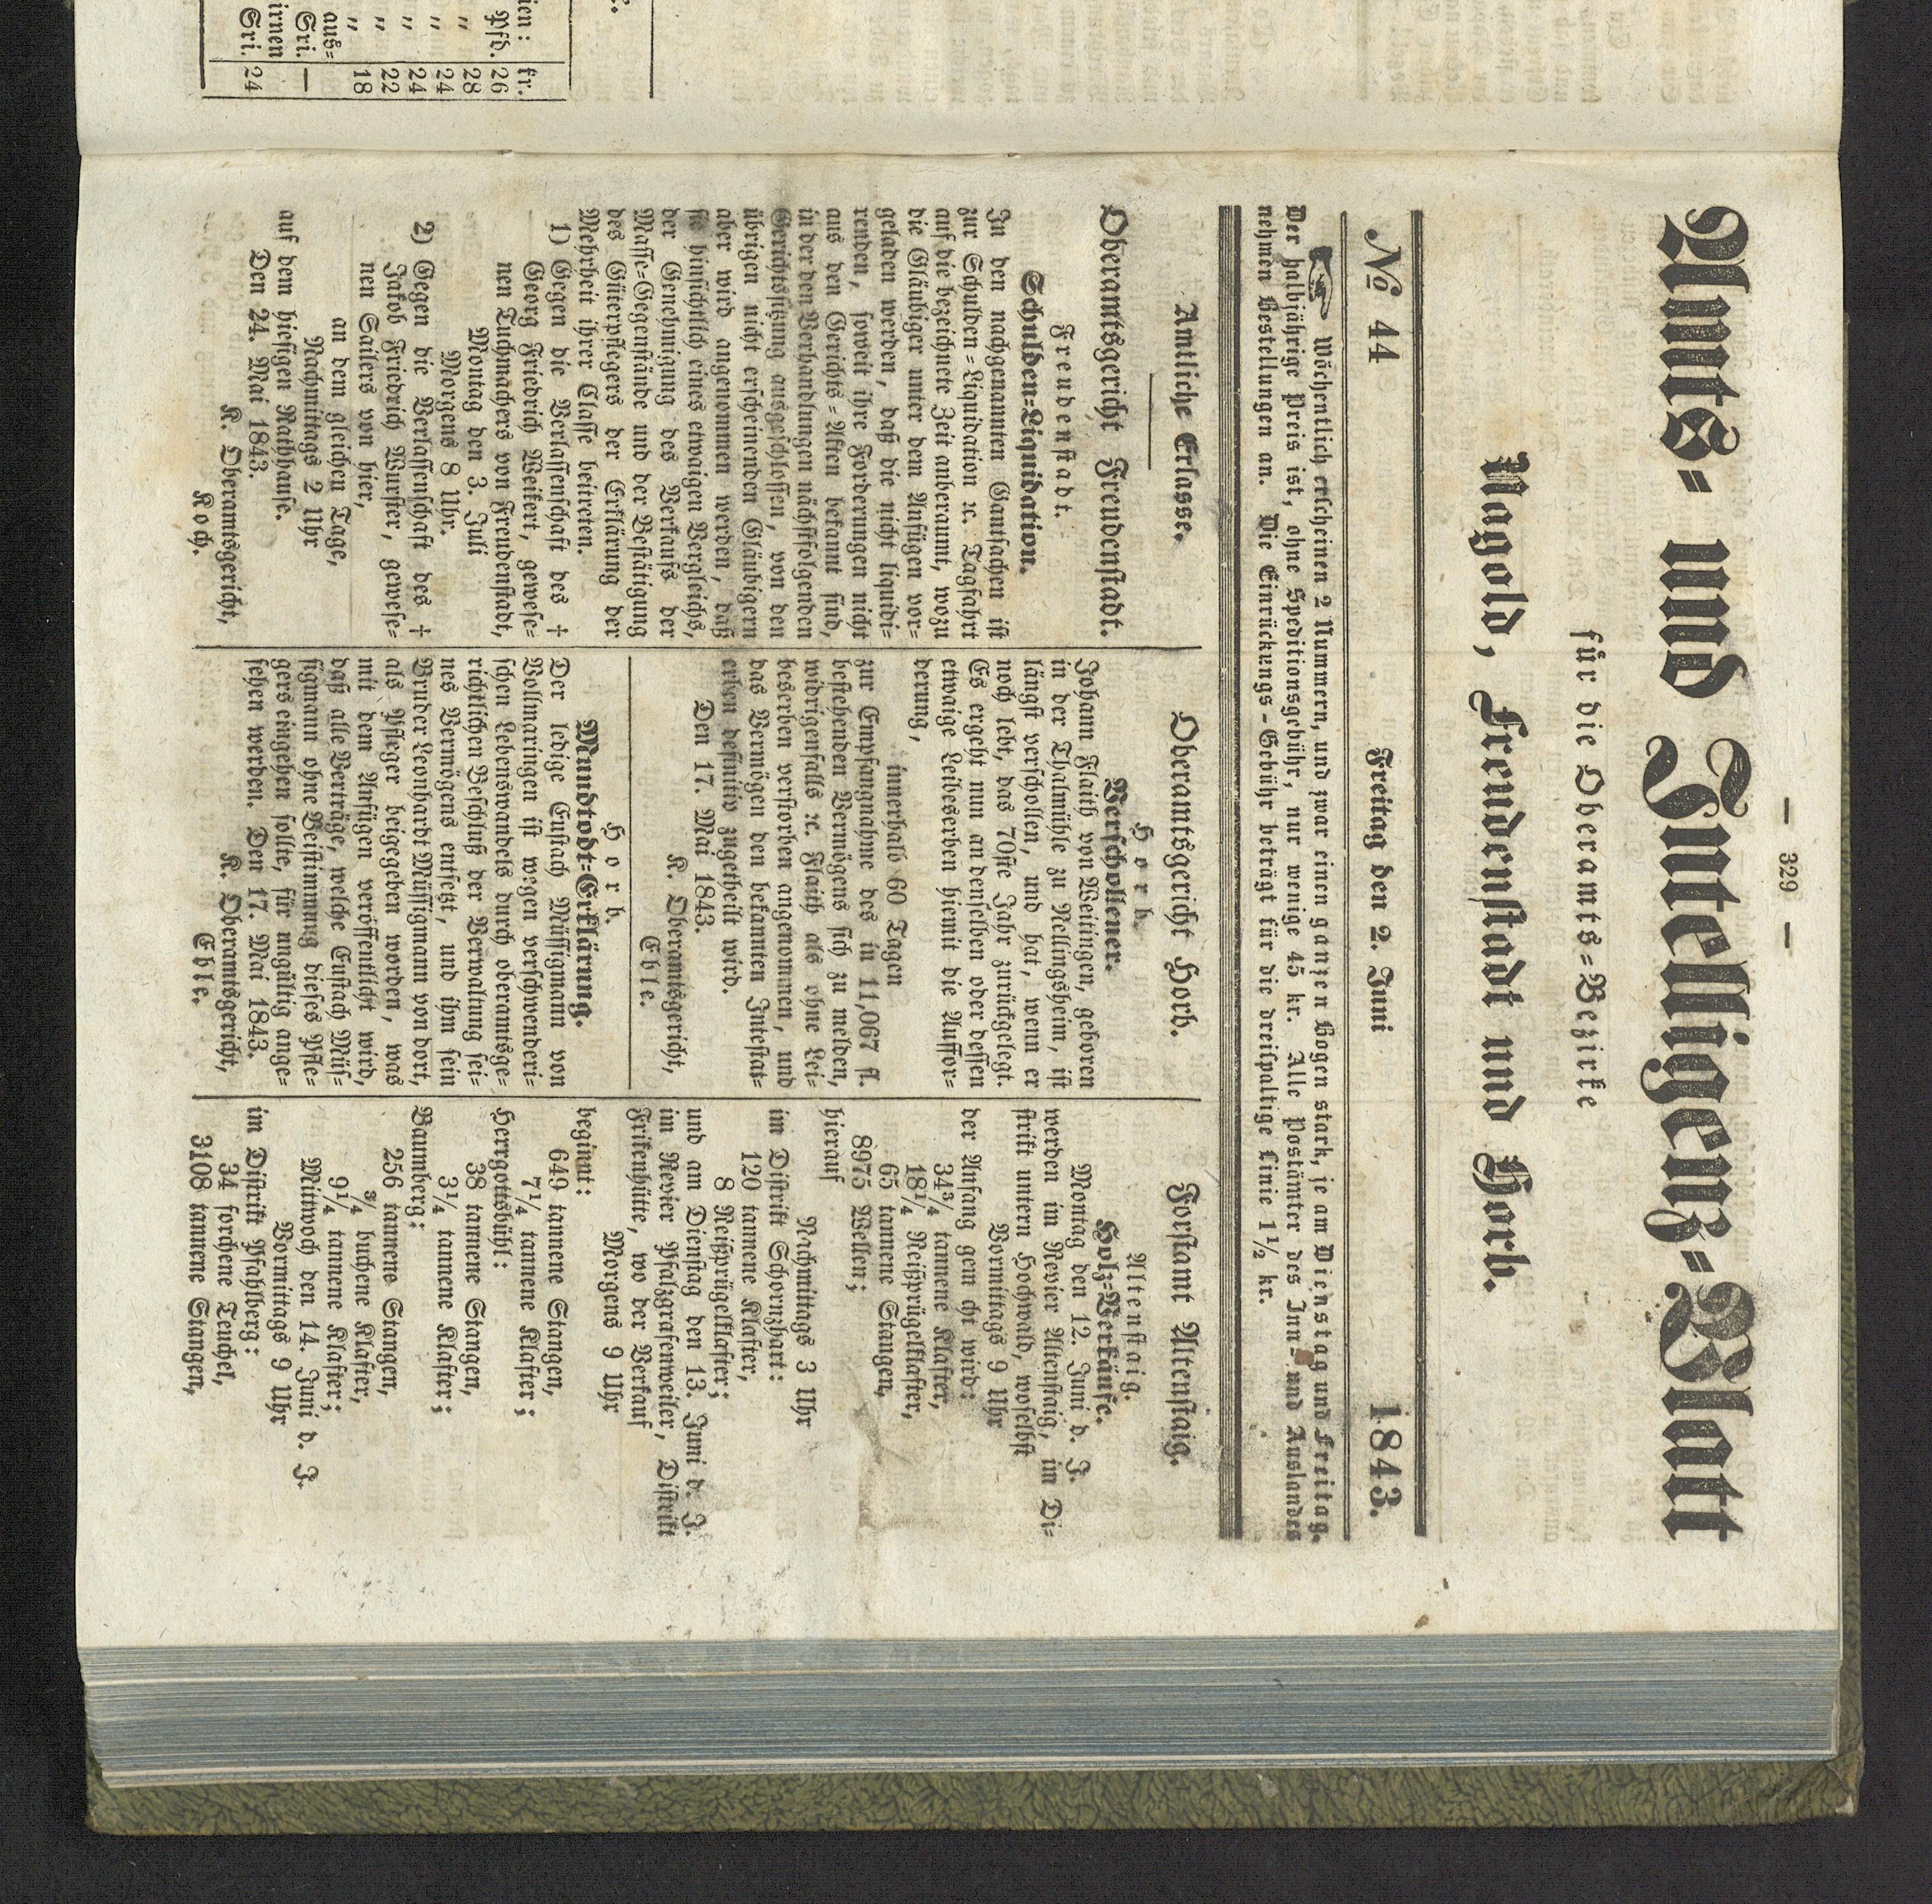 — 329 —
Amts- und Intelligenz-Blatt
für die Oberamts-Bezirke
Nagold, Freudenstadt und Horb.
No 44
Freitag den 2. Juni
1843.
☞ Wöchentlich erscheinen 2 Nummern, und zwar einen ganzen Bogen stark, je am Dienstag und Freitag.
Der halbjährige Preis ist, ohne Speditionsgebühr, nur wenige 45 kr. Alle Postämter des Inn- und Auslandes
nehmen Bestellungen an. Die Einrückungs-Gebühr beträgt für die dreispaltige Linie 1½ kr.
Amtliche Erlasse.
Oberamtsgericht Freudenstadt.
Freudenstadt.
Schulden-Liquidation.
In den nachgenannten Gantsachen ist
zur Schulden-Liquidation ꝛc. Tagfahrt
auf die bezeichnete Zeit anberaumt, wozu
die Gläubiger unter dem Anfügen vor-
geladen werden, daß die nicht liquidi-
renden, soweit ihre Forderungen nicht
aus den Gerichts-Akten bekannt sind,
in der den Verhandlungen nächstfolgenden
Gerichtssitzung ausgeschlossen, von den
übrigen nicht erscheinenden Gläubigern
aber wird angenommen werden, daß
sie hinsichtlich eines etwaigen Vergleichs,
der Genehmigung des Verkaufs der
Masse-Gegenstände und der Bestätigung
des Güterpflegers der Erklärung der
Mehrheit ihrer Classe beitreten.
1) Gegen die Verlassenschaft des †
Georg Friedrich Weikert, gewese-
nen Tuchmachers von Freudenstadt,
Montag den 3. Juli
Morgens 8 Uhr.
2) Gegen die Verlassenschaft des †
Jakob Friedrich Wurster, gewese-
nen Sailers von hier,
an dem gleichen Tage,
Nachmittags 2 Uhr
auf dem hiesigen Rathhause.
Den 24. Mai 1843.
K. Oberamtsgericht,
Koch.
Oberamtsgericht Horb.
Horb.
Verschollener.
Johann Flaith von Weitingen, geboren
in der Thalmühle zu Nellingsheim, ist
längst verschollen, und hat, wenn er
noch lebt, das 70ste Jahr zurückgelegt.
Es ergeht nun an denselben oder dessen
etwaige Leibeserben hiemit die Auffor-
derung,
innerhalb 60 Tagen
zur Empfangnahme des in 11,067 fl.
bestehenden Vermögens sich zu melden,
widrigenfalls ꝛc. Flaith als ohne Lei-
beserben verstorben angenommen, und
das Vermögen den bekannten Intestat-
erben definitiv zugetheilt wird.
Den 17. Mai 1843.
K. Oberamtsgericht,
Eble.
Horb.
Mundtodt-Erklärung.
Der ledige Eustach Müssigmann von
Vollmaringen ist wegen verschwenderi-
schen Lebenswandels durch oberamtsge-
richtlichen Beschluß der Verwaltung sei-
nes Vermögens entsetzt, und ihm sein
Bruder Leonhardt Müssigmann von dort,
als Pfleger beigegeben worden, was
mit dem Anfügen veröffentlicht wird,
daß alle Verträge, welche Eustach Müs-
sigmann ohne Beistimmung dieses Pfle-
gers eingehen sollte, für ungültig ange-
sehen werden. Den 17. Mai 1843.
K. Oberamtsgericht,
Eble.
Forstamt Altenstaig.
Altenstaig.
Holz-Verkäufe.
Montag den 12. Juni d. J.
werden im Revier Altenstaig, im Di-
strikt untern Hochwald, woselbst
Vormittags 9 Uhr
der Anfang gem cht wird:
34¾ tannene Klafter,
18¼ Reißprügelklafter,
65 tannene Stangen,
8975 Wellen;
hierauf
Nachmittags 3 Uhr
im Distrikt Schornzhart:
120 tannene Klafter,
8 Reißprügelklafter;
und am Dienstag den 13. Juni d. J.
im Revier Pfalzgrafenweiler, Distrikt
Frikenhütte, wo der Verkauf
Morgens 9 Uhr
beginnt:
649 tannene Stangen,
7¼ tannene Klafter;
Herrgottsbühl:
38 tannene Stangen,
3¼ tannene Klafter;
Baumberg:
256 tannene Stangen,
¾ buchene Klafter,
9¼ tannene Klafter;
Mittwoch den 14. Juni d. J.
Vormittags 9 Uhr
im Distrikt Pfahlberg:
34 forchene Teuchel,
3108 tannene Stangen,
ien: kr.
Pfd. 26
„ 28
„ 24
„ 24
„ 22
„ 18
aus-
Sri. —
irmen
Sri. 24